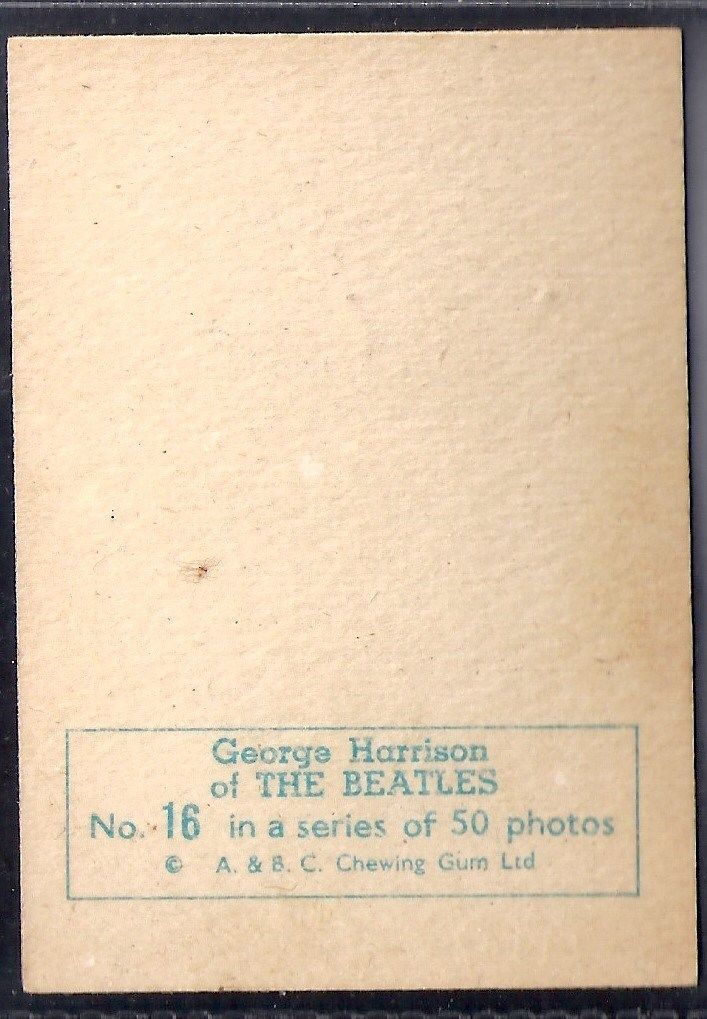 George Harrison
of THE BEATLES
No. 16 in a series of 50 photos
© A. & B. C. Chewing Gum Ltd